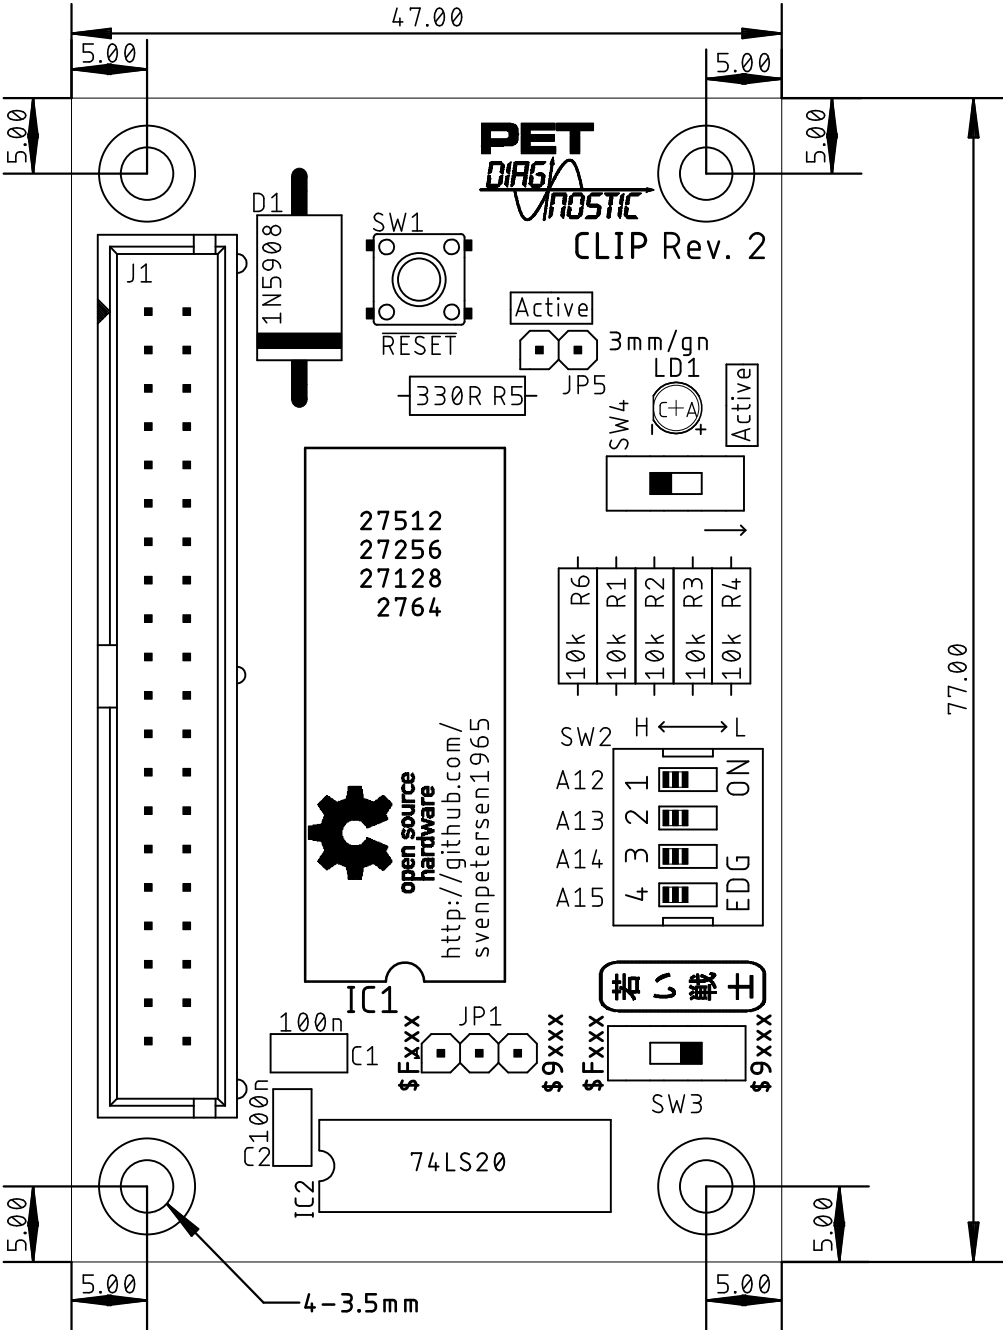 47.00
5.00
5.00
5.00
5.00
PET
DIAG
NOSTIC
CLIP Rev. 2
D1
1N5908
SW1
RESET
J1
Active
JP5
3mm/gn
LD1
C A
- +
Active
330R R5
SW4
27512
27256
27128
2764
R6 R1 R2 R3 R4
10k 10k 10k 10k 10k
77.00
H L
SW2
A12 1 ON
A13 2
A14 3 EDG
A15 4
open source
hardware
http://github.com/
svenpetersen1965
IC1
若い戦士
100n
C1
JP1
$Fxxx
$9xxx
$Fxxx
$9xxx
SW3
100n
C2
IC2
74LS20
5.00
5.00
5.00
5.00
4-3.5mm